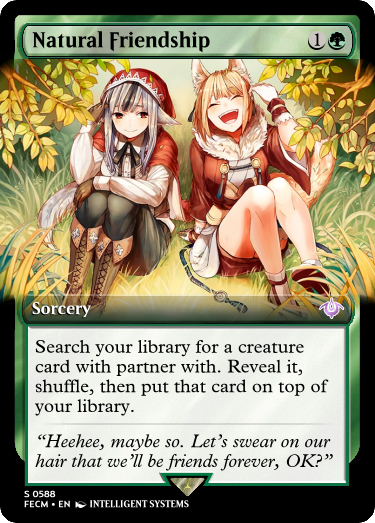 Natural Friendship 1
Sorcery
Search your library for a creature
card with partner with. Reveal it,
shuffle, then put that card on top of
your library.
“Heehee, maybe so. Let’s swear on our
hair that we’ll be friends forever, OK?”
S 0588
FECM • EN INTELLIGENT SYSTEMS